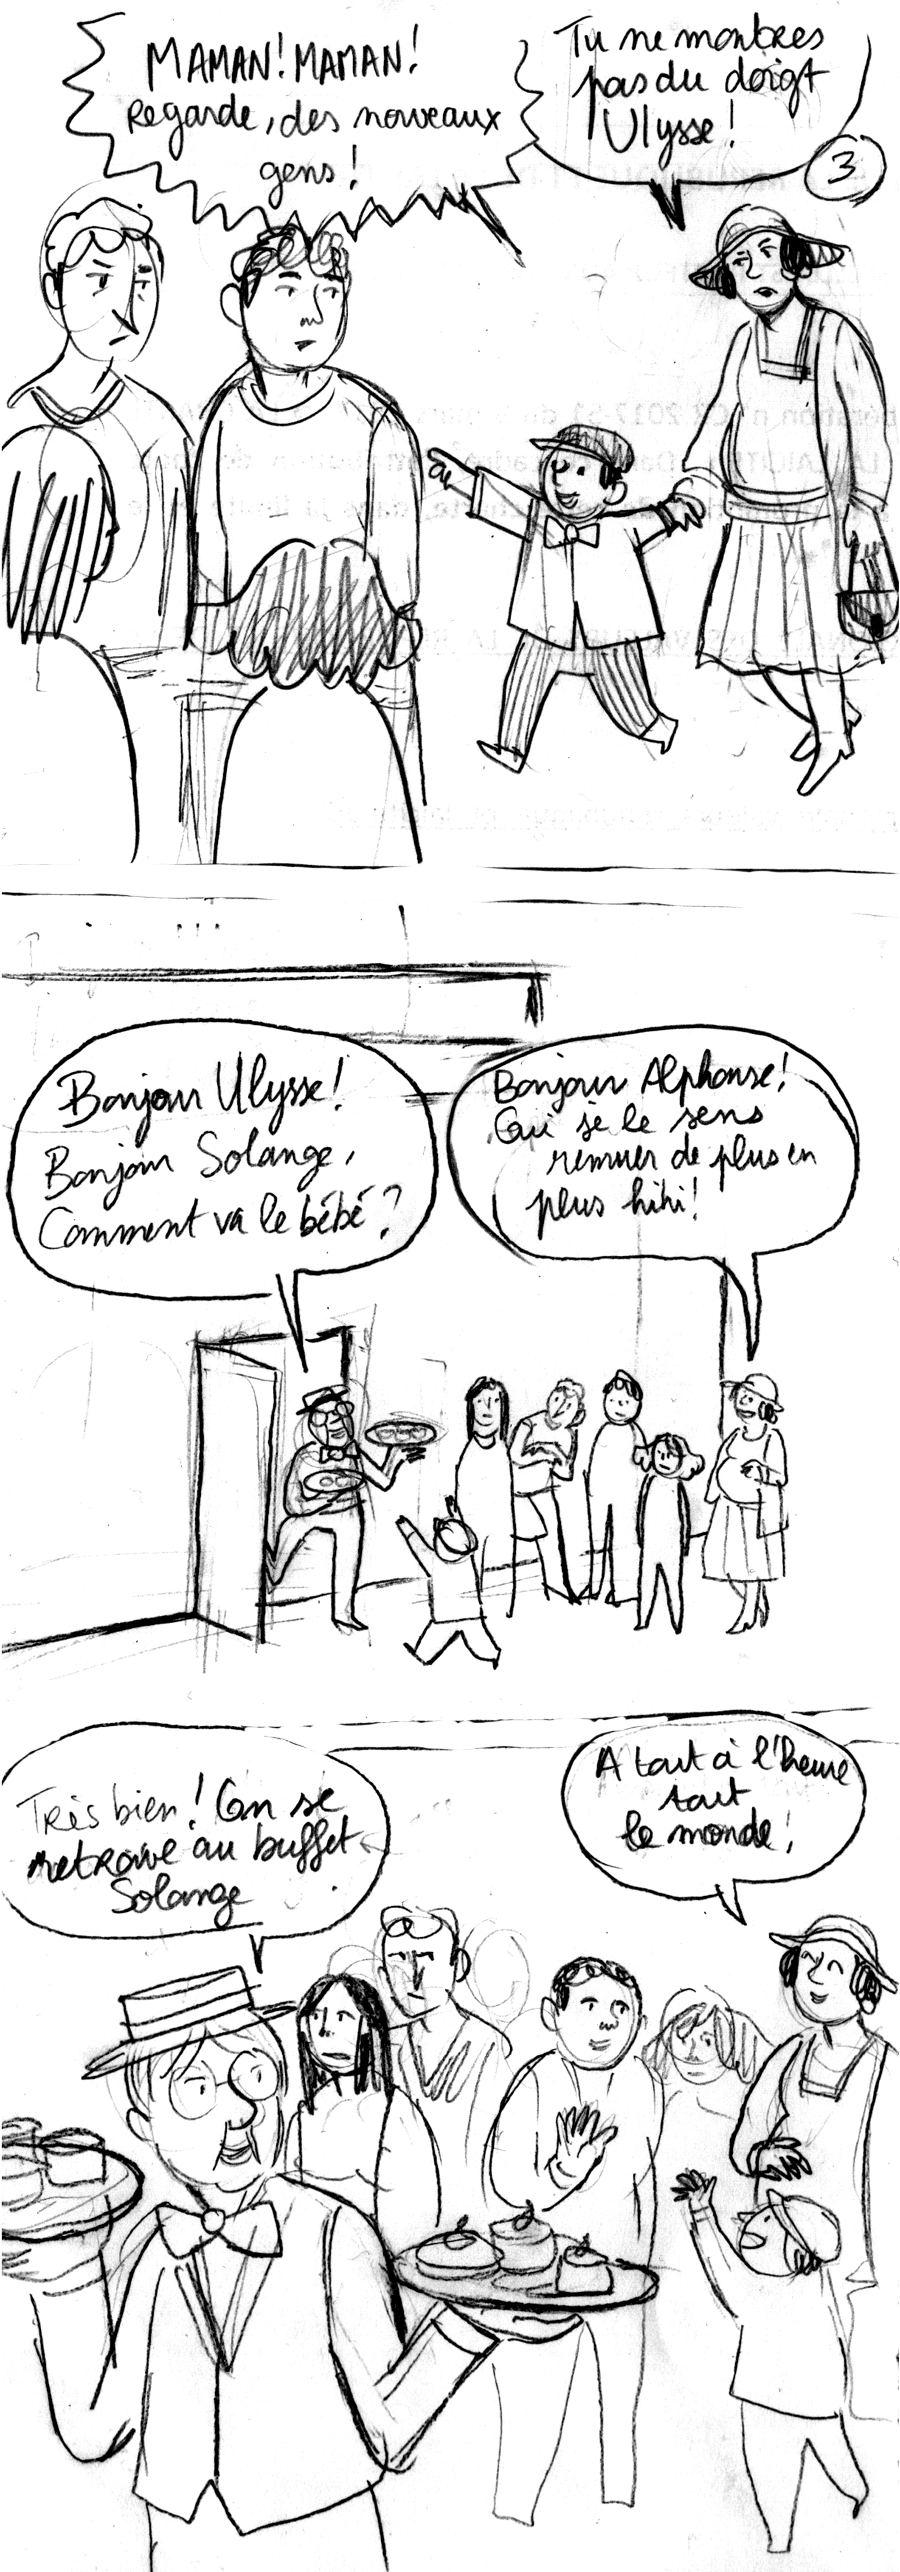 MAMAN! MAMAN!
Regarde, des nouveaux
gens!
Tu ne montres
pas du doigt
Ulysse!
3
Bonjour Ulysse!
Bonjour Solange,
Comment va le bébé?
Bonjour Alphonse!
Oui je le sens
remuer de plus en
plus hihi!
Très bien! On se
retrouve au buffet
Solange
A tout à l'heure
tout
le monde!